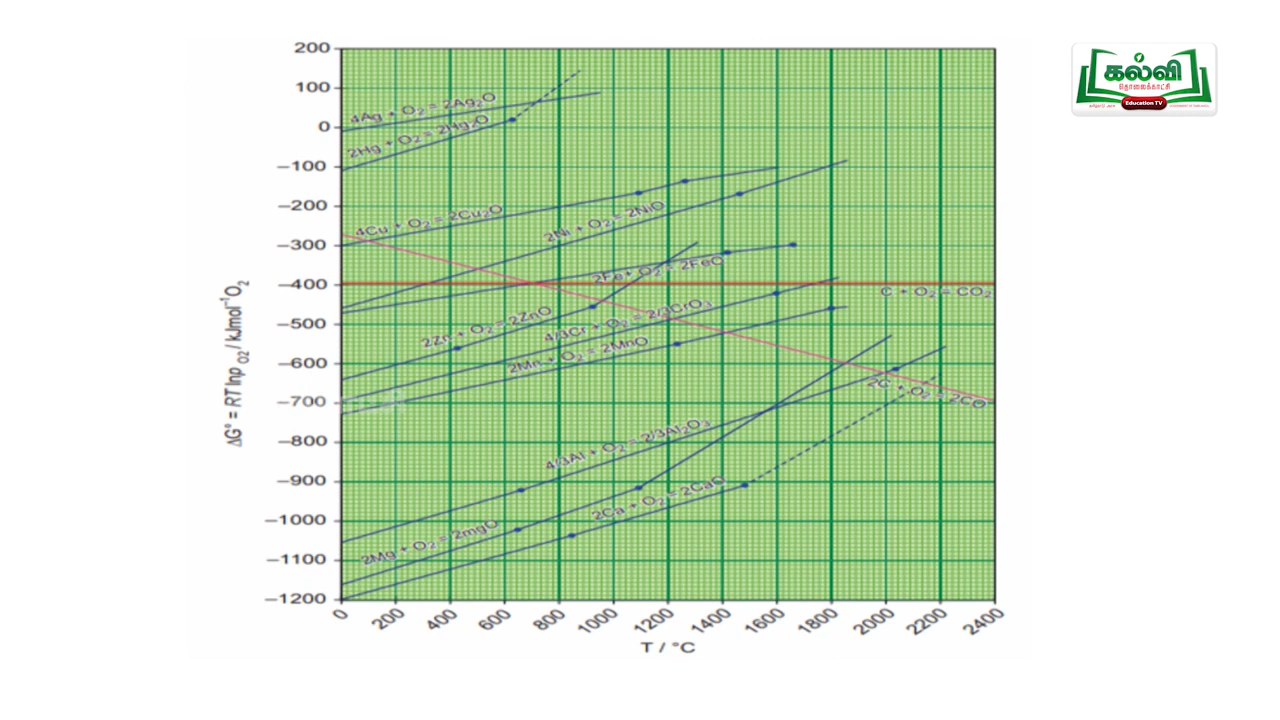 200
100
0
–100
–200
–300
–400
–500
–600
–700
–800
–900
–1000
–1100
–1200
ΔG° = RT lnp O2 / kJmol⁻¹O₂
4Ag + O₂ = 2Ag₂O
2Hg + O₂ = 2Hg₂O
4Cu + O₂ = 2Cu₂O
2Ni + O₂ = 2NiO
2Fe + O₂ = 2FeO
C + O₂ = CO₂
2Zn + O₂ = 2ZnO
4/3Cr + O₂ = 2/3CrO₃
2Mn + O₂ = 2MnO
2C + O₂ = 2CO
4/3Al + O₂ = 2/3Al₂O₃
2Mg + O₂ = 2mgO
2Ca + O₂ = 2CaO
0 200 400 600 800 1000 1200 1400 1600 1800 2000 2200 2400
T / °C
கல்வி
தொலைக்காட்சி
Education TV